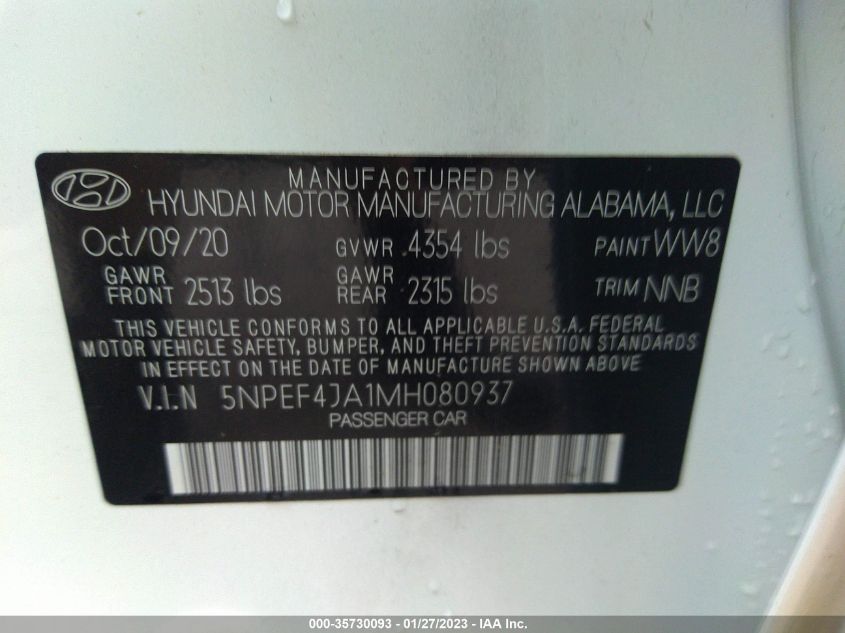 MANUFACTURED BY
HYUNDAI MOTOR MANUFACTURING ALABAMA, LLC
Oct/09/20 GVWR 4354 lbs PAINT WW8
GAWR FRONT 2513 lbs GAWR REAR 2315 lbs TRIM NNB
THIS VEHICLE CONFORMS TO ALL APPLICABLE U.S.A. FEDERAL
MOTOR VEHICLE SAFETY, BUMPER, AND THEFT PREVENTION STANDARDS
IN EFFECT ON THE DATE OF MANUFACTURE SHOWN ABOVE.
V.I.N 5NPEF4JA1MH080937
PASSENGER CAR
000-35730093 - 01/27/2023 - IAA Inc.